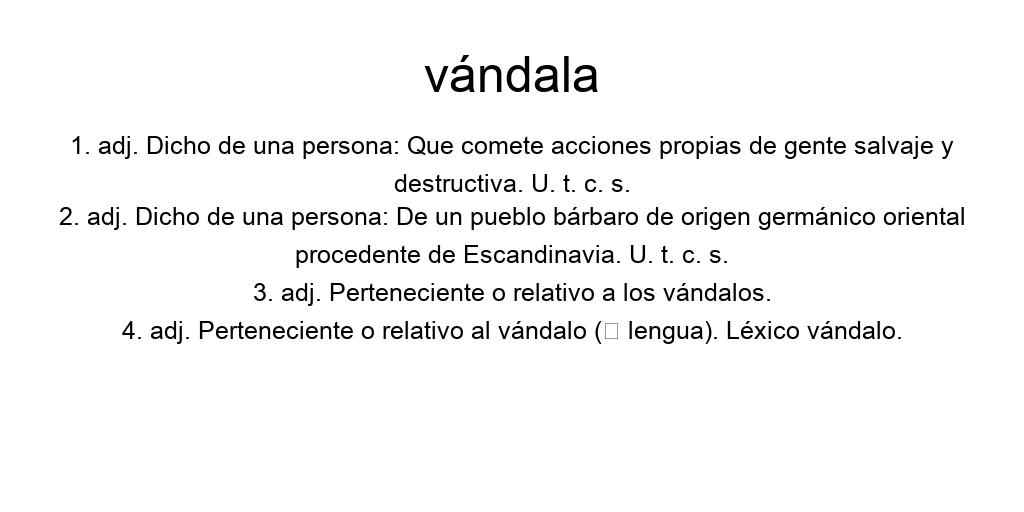 vándala
1. adj. Dicho de una persona: Que comete acciones propias de gente salvaje y
destructiva. U. t. c. s.
2. adj. Dicho de una persona: De un pueblo bárbaro de origen germánico oriental
procedente de Escandinavia. U. t. c. s.
3. adj. Perteneciente o relativo a los vándalos.
4. adj. Perteneciente o relativo al vándalo (□ lengua). Léxico vándalo.